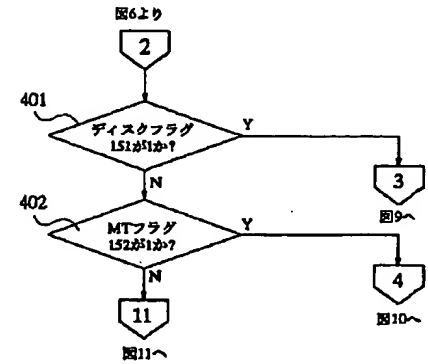 図6より
2
401
ディスクフラグ
151が1か?
Y
N
3
図9へ
402
MTフラグ
152が1か?
Y
N
4
図10へ
11
図11へ